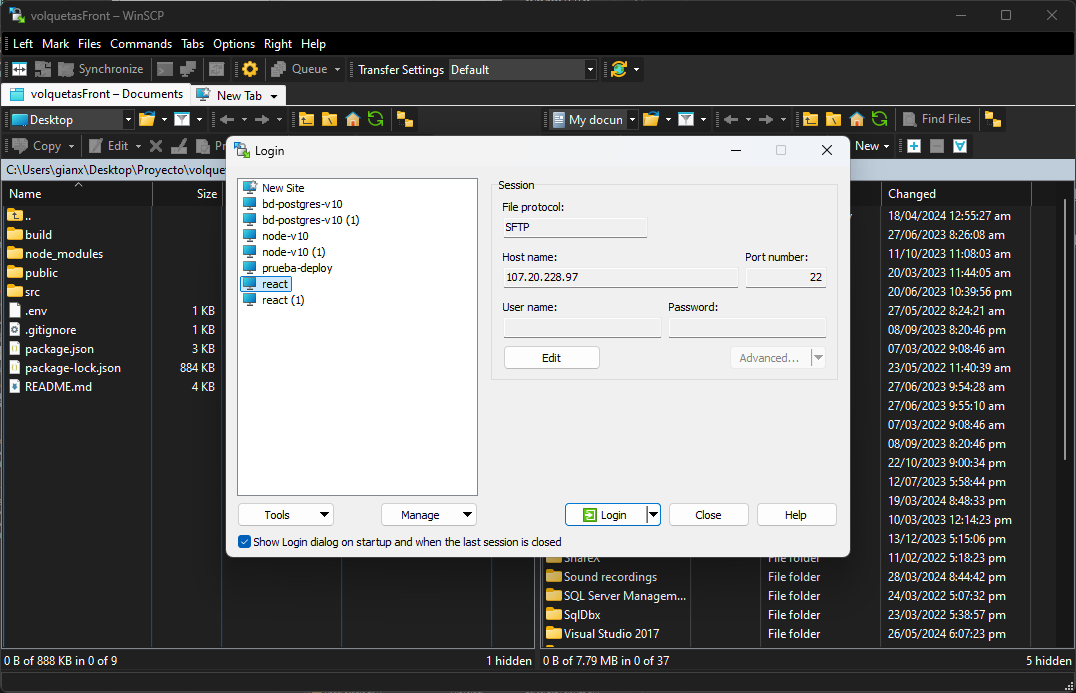 volquetasFront – WinSCP
Left Mark Files Commands Tabs Options Right Help
Synchronize Queue Transfer Settings Default
volquetasFront – Documents New Tab
Desktop My docun Find Files
Copy Edit New
C:\Users\gianx\Desktop\Proyecto\volque
Name Size Changed
..
build
node_modules
public
src
.env 1 KB
.gitignore 1 KB
package.json 3 KB
package-lock.json 884 KB
README.md 4 KB
Login
New Site
bd-postgres-v10
bd-postgres-v10 (1)
node-v10
node-v10 (1)
prueba-deploy
react
react (1)
Session
File protocol:
SFTP
Host name: Port number:
107.20.228.97 22
User name: Password:
Edit Advanced...
Tools Manage Login Close Help
Show Login dialog on startup and when the last session is closed
18/04/2024 12:55:27 am
27/06/2023 8:26:08 am
11/10/2023 11:08:03 am
20/03/2023 11:44:05 am
20/06/2023 10:39:56 pm
27/05/2022 8:24:21 am
08/09/2023 8:20:46 pm
07/03/2022 9:08:46 am
23/05/2022 11:40:39 am
27/06/2023 9:54:28 am
27/06/2023 9:55:10 am
07/03/2022 9:08:46 am
08/09/2023 8:20:46 pm
22/10/2023 9:00:34 pm
12/07/2023 5:58:44 pm
19/03/2024 8:48:33 pm
10/03/2023 12:14:23 pm
13/12/2023 5:15:06 pm
ShareX File folder 11/02/2022 5:18:23 pm
Sound recordings File folder 28/03/2024 8:44:42 pm
SQL Server Managem... File folder 24/03/2022 5:07:32 pm
SqlDbx File folder 23/03/2022 5:38:57 pm
Visual Studio 2017 File folder 26/05/2024 6:07:23 pm
0 B of 888 KB in 0 of 9 1 hidden 0 B of 7.79 MB in 0 of 37 5 hidden